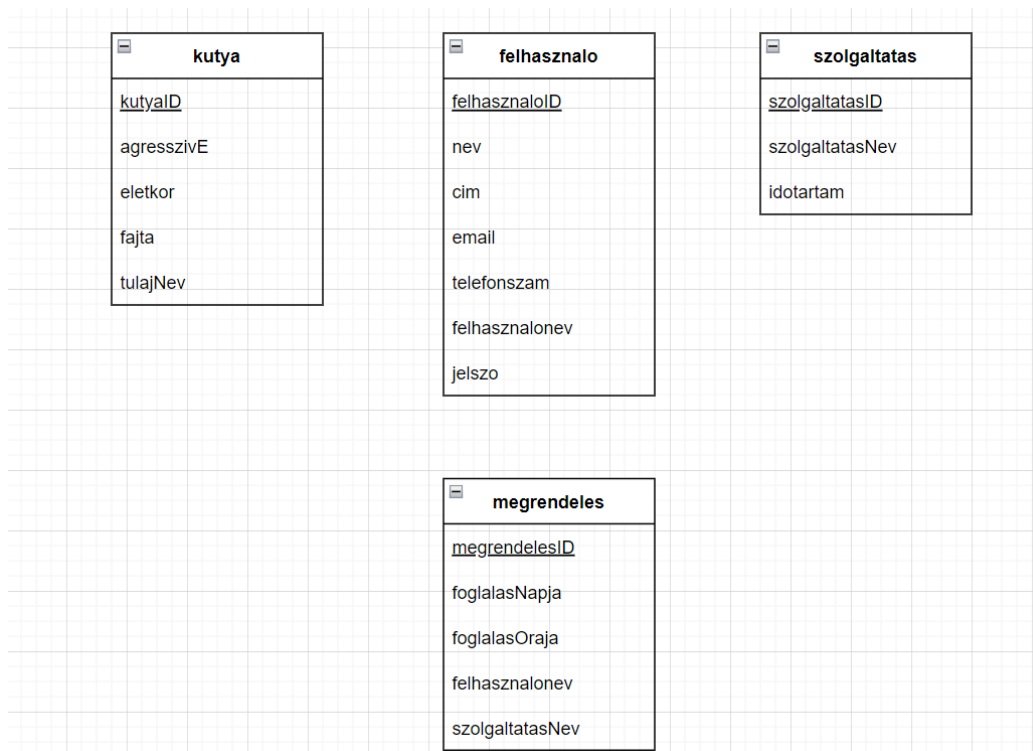 kutya
kutyaID
agresszivE
eletkor
fajta
tulajNev
felhasznalo
felhasznaloID
nev
cim
email
telefonszam
felhasznalonev
jelszo
szolgaltatas
szolgaltatasID
szolgaltatasNev
idotartam
megrendeles
megrendelesID
foglalasNapja
foglalasOraja
felhasznalonev
szolgaltatasNev